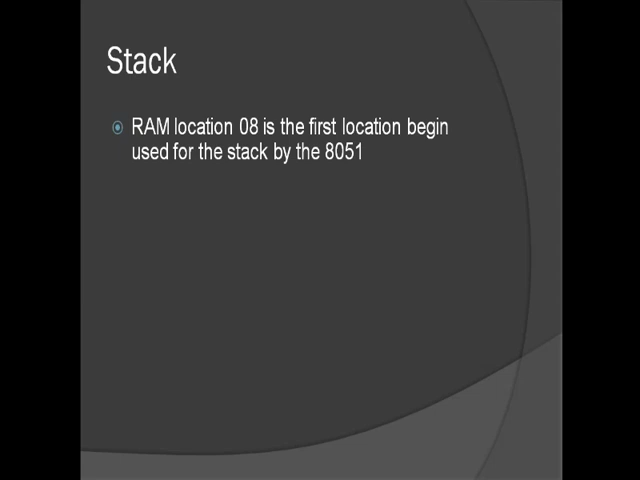 Stack
RAM location 08 is the first location begin
used for the stack by the 8051